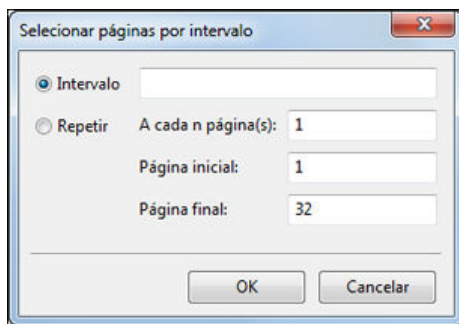 Selecionar páginas por intervalo
Intervalo
Repetir A cada n página(s): 1
Página inicial: 1
Página final: 32
OK Cancelar